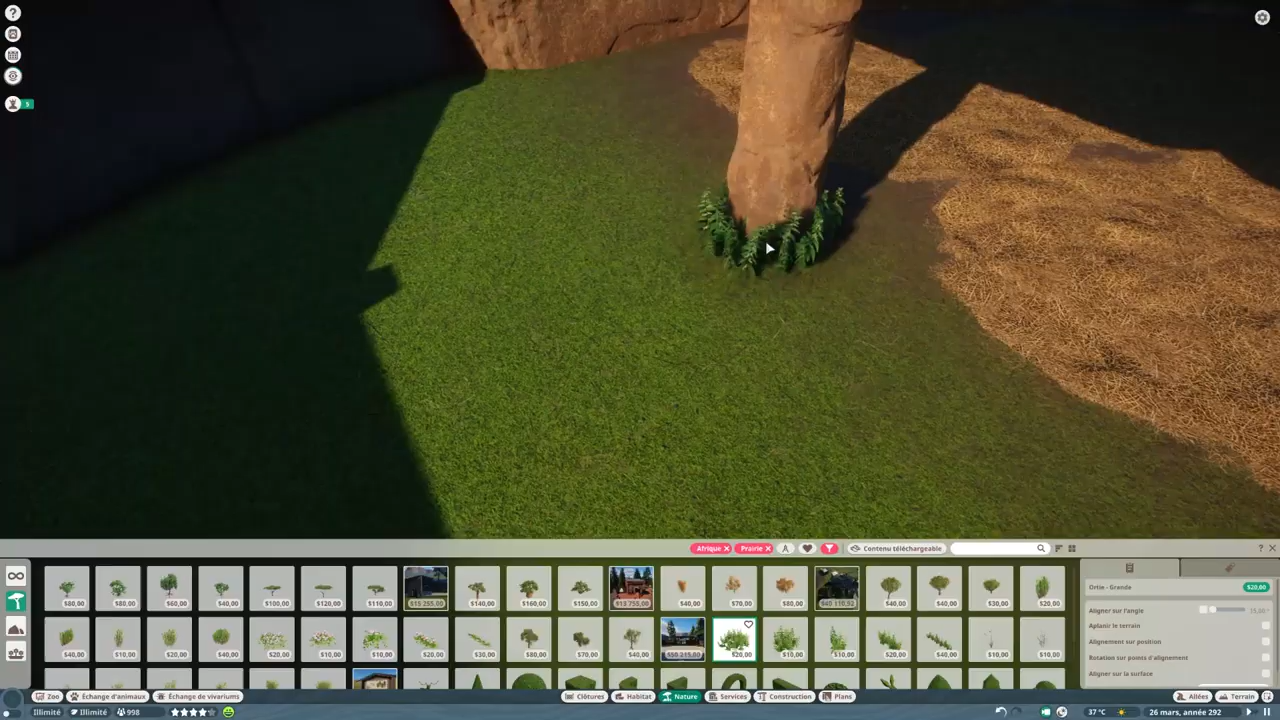 5
Afrique ×
Prairie ×
A
Contenu téléchargeable
? ×
$80,00 $80,00 $60,00 $40,00 $100,00 $120,00 $110,00 $140,00 $160,00 $150,00 $13 755,00 $40,00 $70,00 $80,00 $40,00 $40,00 $30,00 $20,00
$40,00 $10,00 $20,00 $40,00 $10,00 $10,00 $10,00 $20,00 $30,00 $80,00 $70,00 $40,00 $20,00 $10,00 $10,00 $20,00 $40,00 $10,00 $10,00
Ortie - Grande $20,00
Aligner sur l'angle
Aplanir le terrain
Alignement sur position
Rotation sur points d'alignement
Aligner sur la surface
Zoo Échange d'animaux Échange de vivariums Clôtures Habitat Nature Services Construction Plans Allées Terrain
Illimité Illimité 998 37 °C 26 mars, année 292